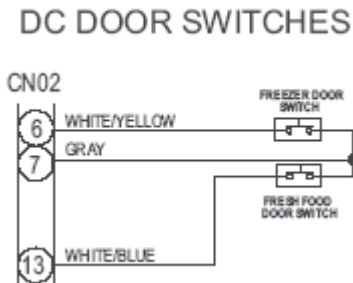 DC DOOR SWITCHES
CN02
FREEZER DOOR
SWITCH
6 WHITE/YELLOW
7 GRAY
FRESH FOOD
DOOR SWITCH
13 WHITE/BLUE